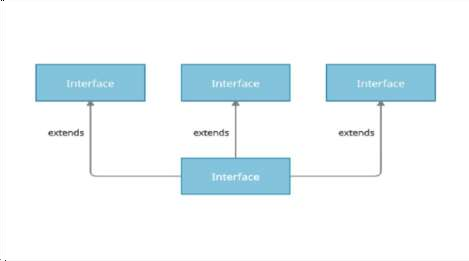 Interface Interface Interface
extends extends extends
Interface